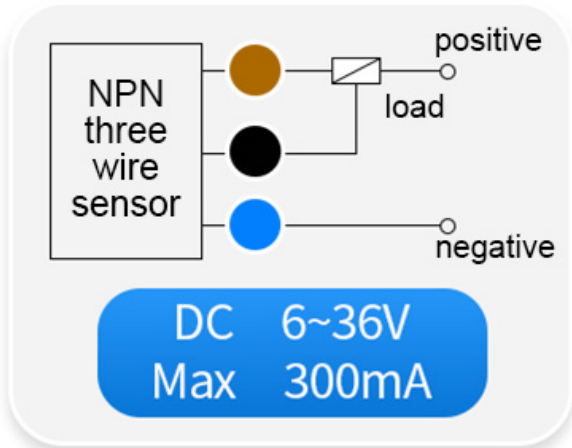 positive
NPN
three
wire
sensor
load
negative
DC 6~36V
Max 300mA